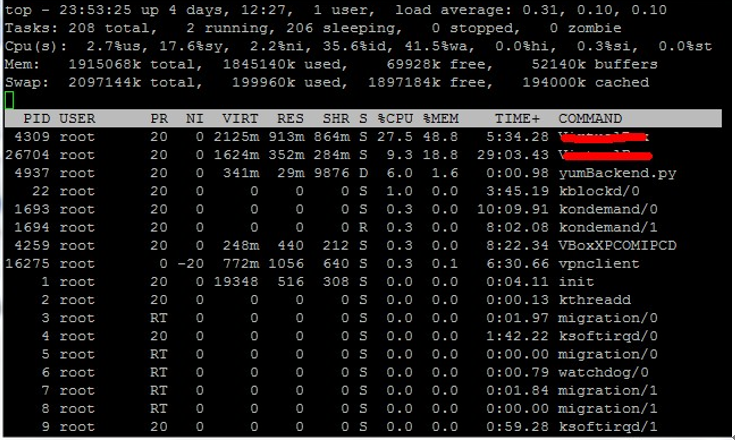 top - 23:53:25 up 4 days, 12:27,  1 user,  load average: 0.31, 0.10, 0.10
Tasks: 208 total,   2 running, 206 sleeping,   0 stopped,   0 zombie
Cpu(s):  2.7%us, 17.6%sy,  2.2%ni, 35.6%id, 41.5%wa,  0.0%hi,  0.3%si,  0.0%st
Mem:   1915068k total,  1845140k used,    69928k free,    52140k buffers
Swap:  2097144k total,   199960k used,  1897184k free,   194000k cached
PID USER      PR  NI  VIRT  RES  SHR S %CPU %MEM    TIME+  COMMAND
4309 root      20   0 2125m 913m 864m S 27.5 48.8   5:34.28
26704 root      20   0 1624m 352m 284m S  9.3 18.8  29:03.43
4937 root      20   0  341m  29m 9876 D  6.0  1.6   0:00.98 yumBackend.py
22 root      20   0     0    0    0 S  1.0  0.0   3:45.19 kblockd/0
1693 root      20   0     0    0    0 S  0.3  0.0  10:09.91 kondemand/0
1694 root      20   0     0    0    0 R  0.3  0.0   8:02.08 kondemand/1
4259 root      20   0  248m  440  212 S  0.3  0.0   8:22.34 VBoxXPCOMIPCD
16275 root       0 -20  772m 1056  640 S  0.3  0.1   6:30.66 vpnclient
1 root      20   0 19348  516  308 S  0.0  0.0   0:04.11 init
2 root      20   0     0    0    0 S  0.0  0.0   0:00.13 kthreadd
3 root      RT   0     0    0    0 S  0.0  0.0   0:01.97 migration/0
4 root      20   0     0    0    0 S  0.0  0.0   1:42.22 ksoftirqd/0
5 root      RT   0     0    0    0 S  0.0  0.0   0:00.00 migration/0
6 root      RT   0     0    0    0 S  0.0  0.0   0:00.79 watchdog/0
7 root      RT   0     0    0    0 S  0.0  0.0   0:01.84 migration/1
8 root      RT   0     0    0    0 S  0.0  0.0   0:00.00 migration/1
9 root      20   0     0    0    0 S  0.0  0.0   0:59.28 ksoftirqd/1